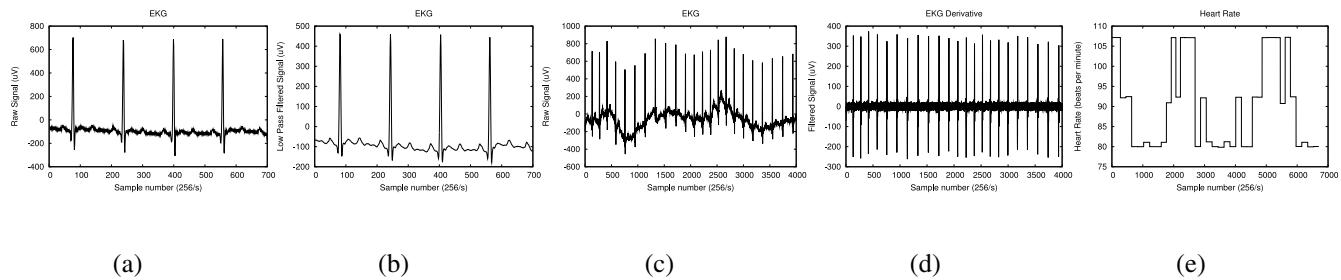 EKG
Raw Signal (uV)
800
600
400
200
0
-200
-400
0 100 200 300 400 500 600 700
Sample number (256/s)
(a)
EKG
Low Pass Filtered Signal (uV)
500
400
300
200
100
0
-100
-200
0 100 200 300 400 500 600 700
Sample number (256/s)
(b)
EKG
Raw Signal (uV)
1000
800
600
400
200
0
-200
-400
-600
0 500 1000 1500 2000 2500 3000 3500 4000
Sample number (256/s)
(c)
EKG Derivative
Filtered Signal (uV)
400
300
200
100
0
-100
-200
-300
0 500 1000 1500 2000 2500 3000 3500 4000
Sample number (256/s)
(d)
Heart Rate
Heart Rate (beats per minute)
110
105
100
95
90
85
80
75
0 1000 2000 3000 4000 5000 6000 7000
Sample number (256/s)
(e)